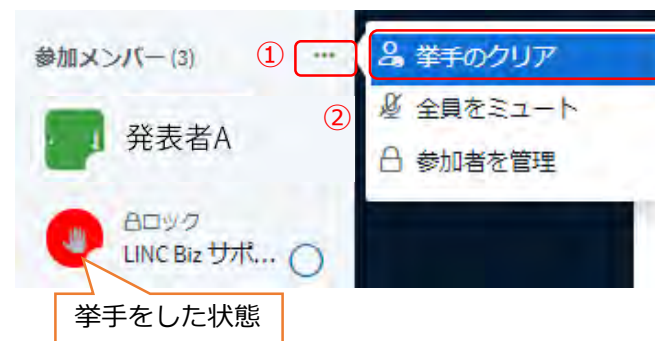 参加メンバー (3)
①
...
挙手のクリア
②
全員をミュート
参加者を管理
発表者A
ロック
LINC Biz サポ...
挙手をした状態